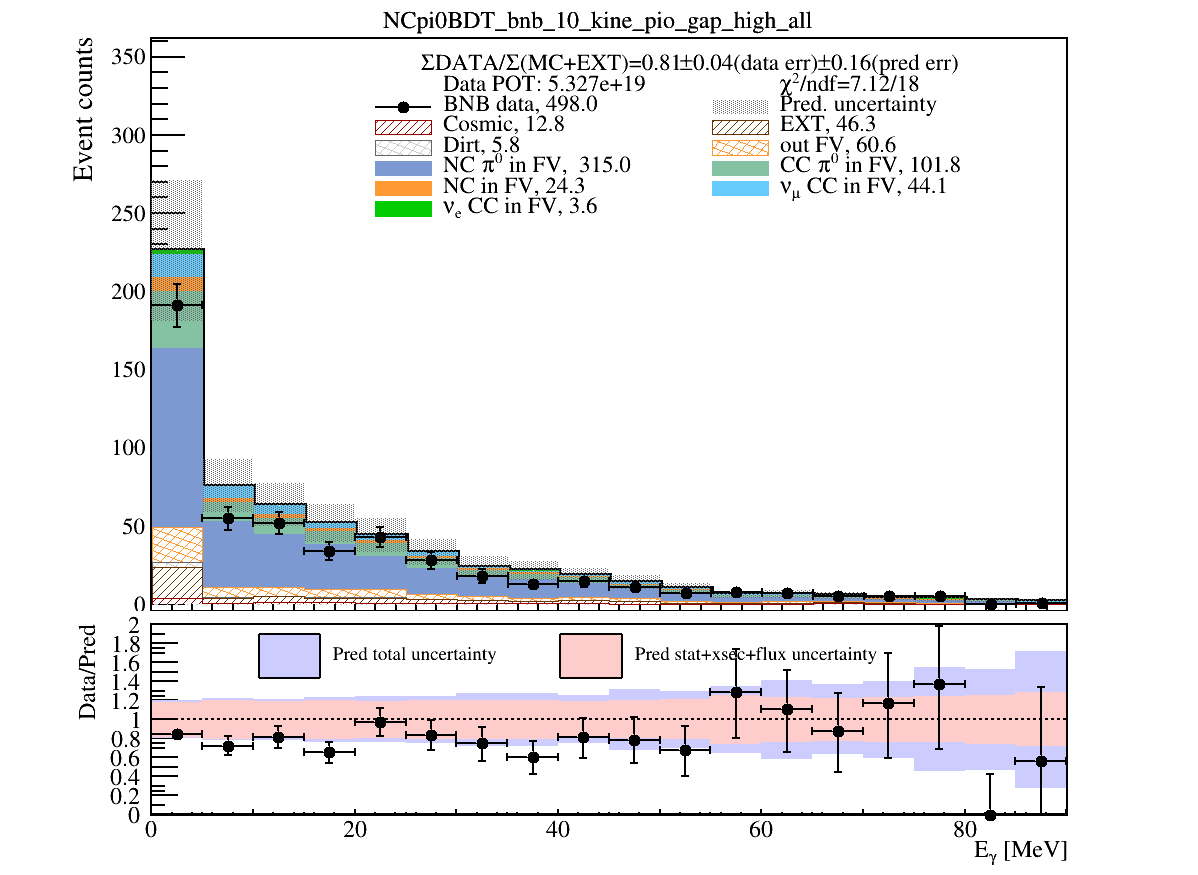 NCpi0BDT_bnb_10_kine_pio_gap_high_all
ΣDATA/Σ(MC+EXT)=0.81±0.04(data err)±0.16(pred err)
Data POT: 5.327e+19 χ²/ndf=7.12/18
BNB data, 498.0 Pred. uncertainty
Cosmic, 12.8 EXT, 46.3
Dirt, 5.8 out FV, 60.6
NC π⁰ in FV, 315.0 CC π⁰ in FV, 101.8
NC in FV, 24.3 νμ CC in FV, 44.1
νe CC in FV, 3.6
Event counts
350
300
250
200
150
100
50
0
Pred total uncertainty Pred stat+xsec+flux uncertainty
Data/Pred
2
1.8
1.6
1.4
1.2
1
0.8
0.6
0.4
0.2
0
0 20 40 60 80
Eγ [MeV]